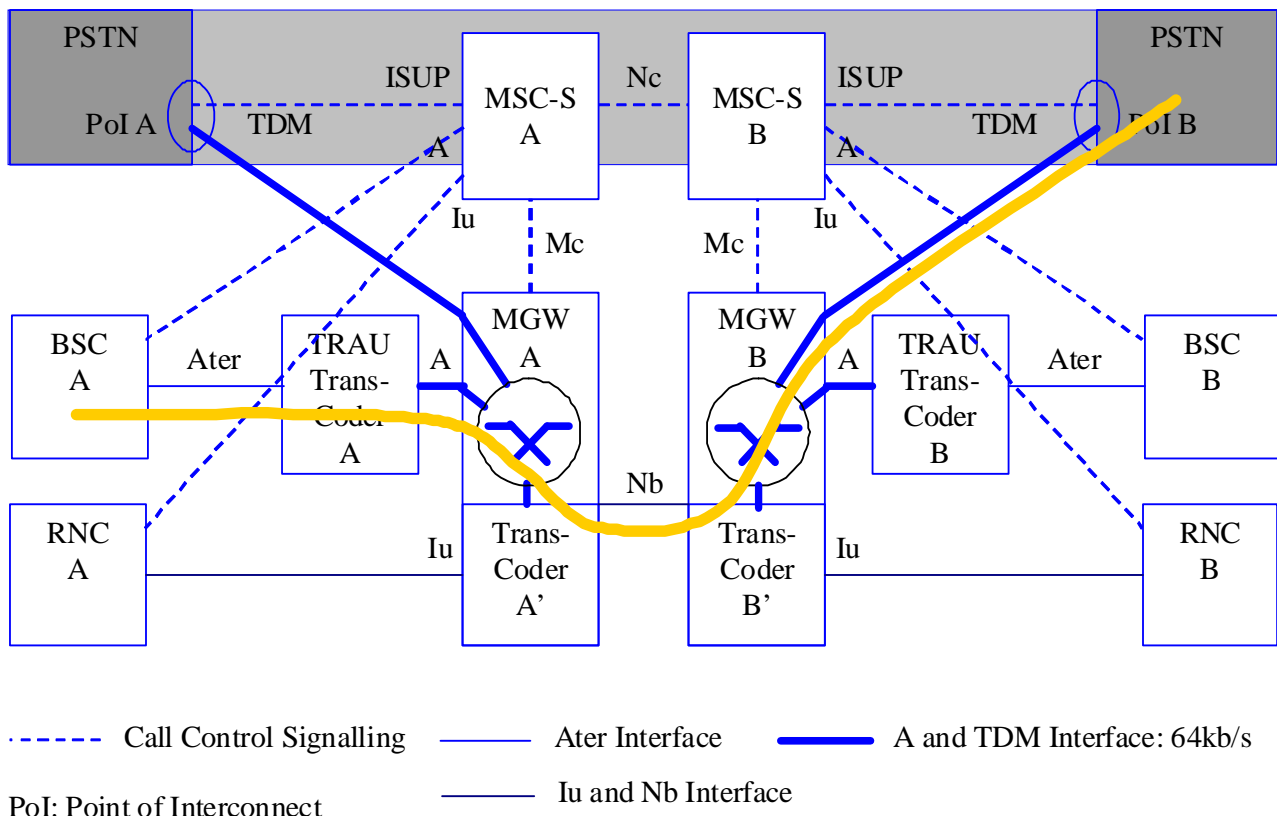 PSTN
PSTN
ISUP
Nc
ISUP
MSC-S
A
MSC-S
B
PoI A
TDM
TDM
PoI B
A
A
Iu
Iu
Mc
Mc
MGW
A
MGW
B
BSC
A
Ater
TRAU
Trans-
Coder
A
A
A
TRAU
Trans-
Coder
B
Ater
BSC
B
Nb
RNC
A
Iu
Trans-
Coder
A’
Trans-
Coder
B’
Iu
RNC
B
Call Control Signalling
Ater Interface
A and TDM Interface: 64kb/s
Iu and Nb Interface
PoI: Point of Interconnect